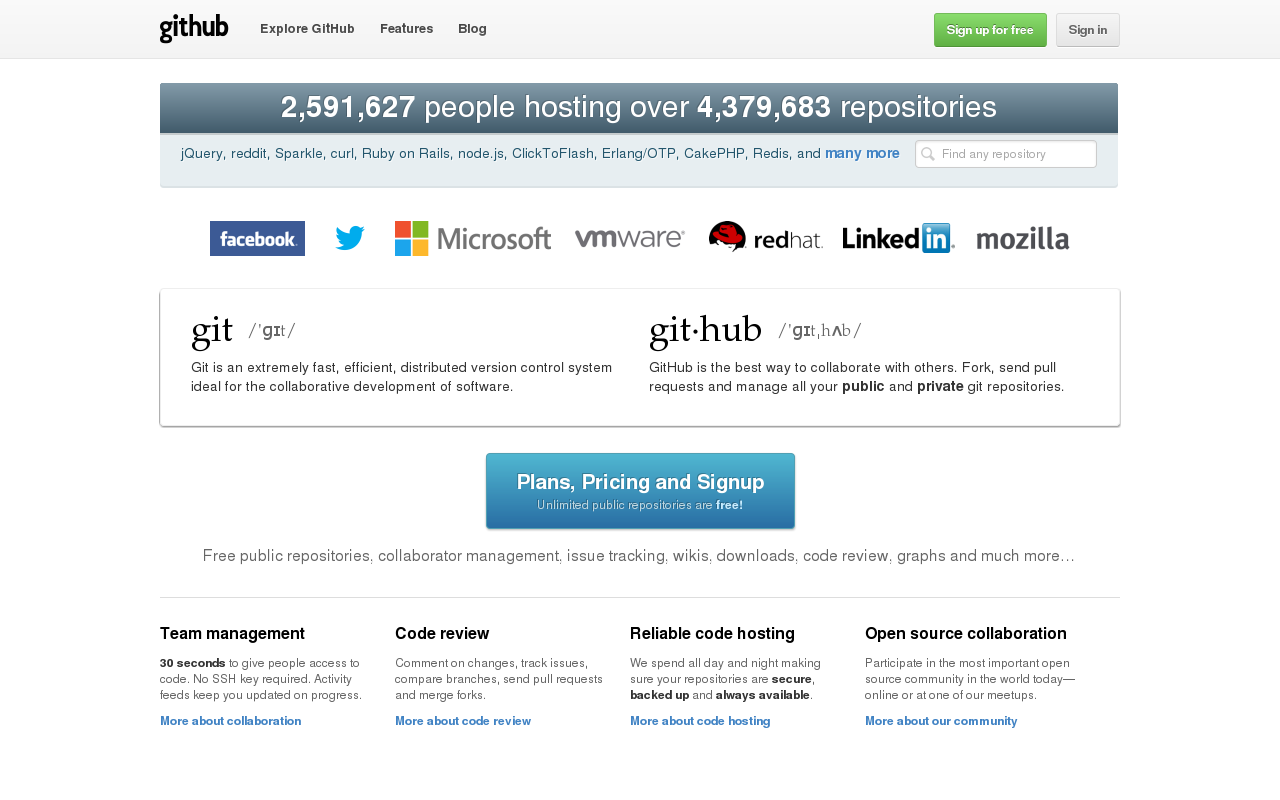 github
Explore GitHub Features Blog
Sign up for free Sign in
2,591,627 people hosting over 4,379,683 repositories
jQuery, reddit, Sparkle, curl, Ruby on Rails, node.js, ClickToFlash, Erlang/OTP, CakePHP, Redis, and many more
Find any repository
facebook. Microsoft vmware® redhat. Linked in. mozilla
git /ˈɡɪt/
Git is an extremely fast, efficient, distributed version control system
ideal for the collaborative development of software.
git·hub /ˈɡɪt,hʌb/
GitHub is the best way to collaborate with others. Fork, send pull
requests and manage all your public and private git repositories.
Plans, Pricing and Signup
Unlimited public repositories are free!
Free public repositories, collaborator management, issue tracking, wikis, downloads, code review, graphs and much more…
Team management
30 seconds to give people access to
code. No SSH key required. Activity
feeds keep you updated on progress.
More about collaboration
Code review
Comment on changes, track issues,
compare branches, send pull requests
and merge forks.
More about code review
Reliable code hosting
We spend all day and night making
sure your repositories are secure,
backed up and always available.
More about code hosting
Open source collaboration
Participate in the most important open
source community in the world today—
online or at one of our meetups.
More about our community